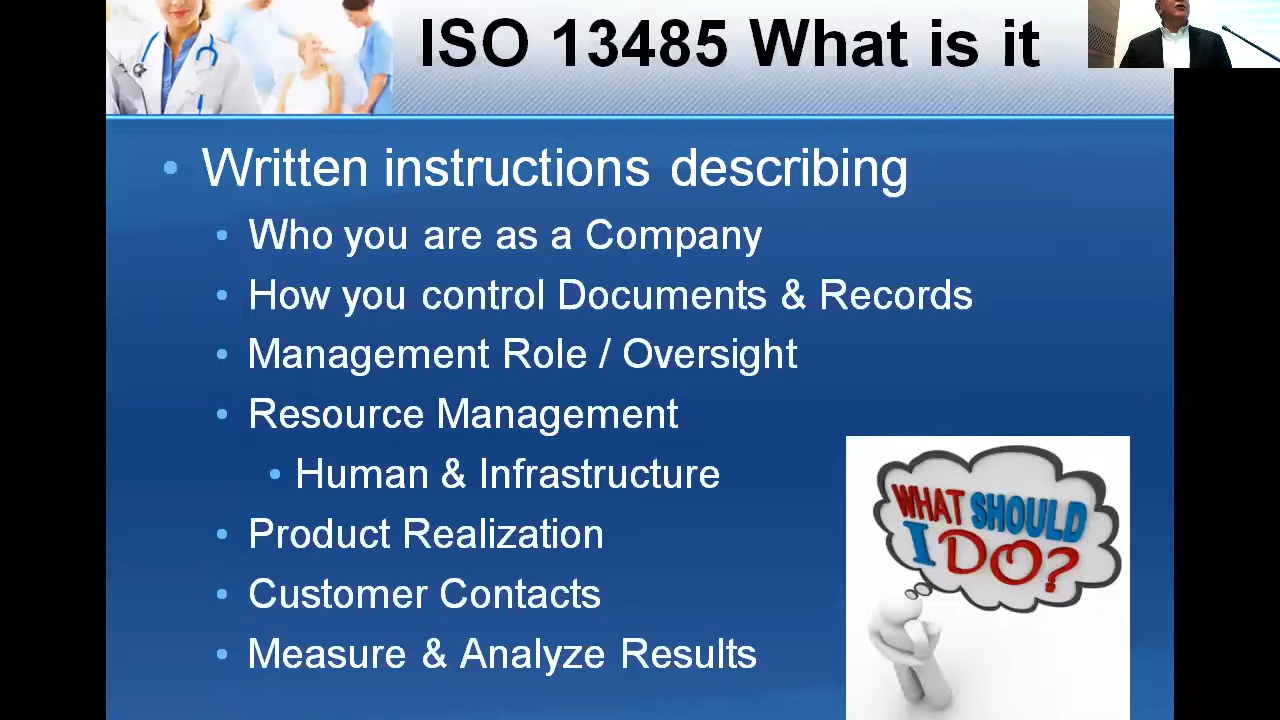 ISO 13485 What is it
• Written instructions describing
• Who you are as a Company
• How you control Documents & Records
• Management Role / Oversight
• Resource Management
• Human & Infrastructure
• Product Realization
• Customer Contacts
• Measure & Analyze Results
WHAT SHOULD
I DO?